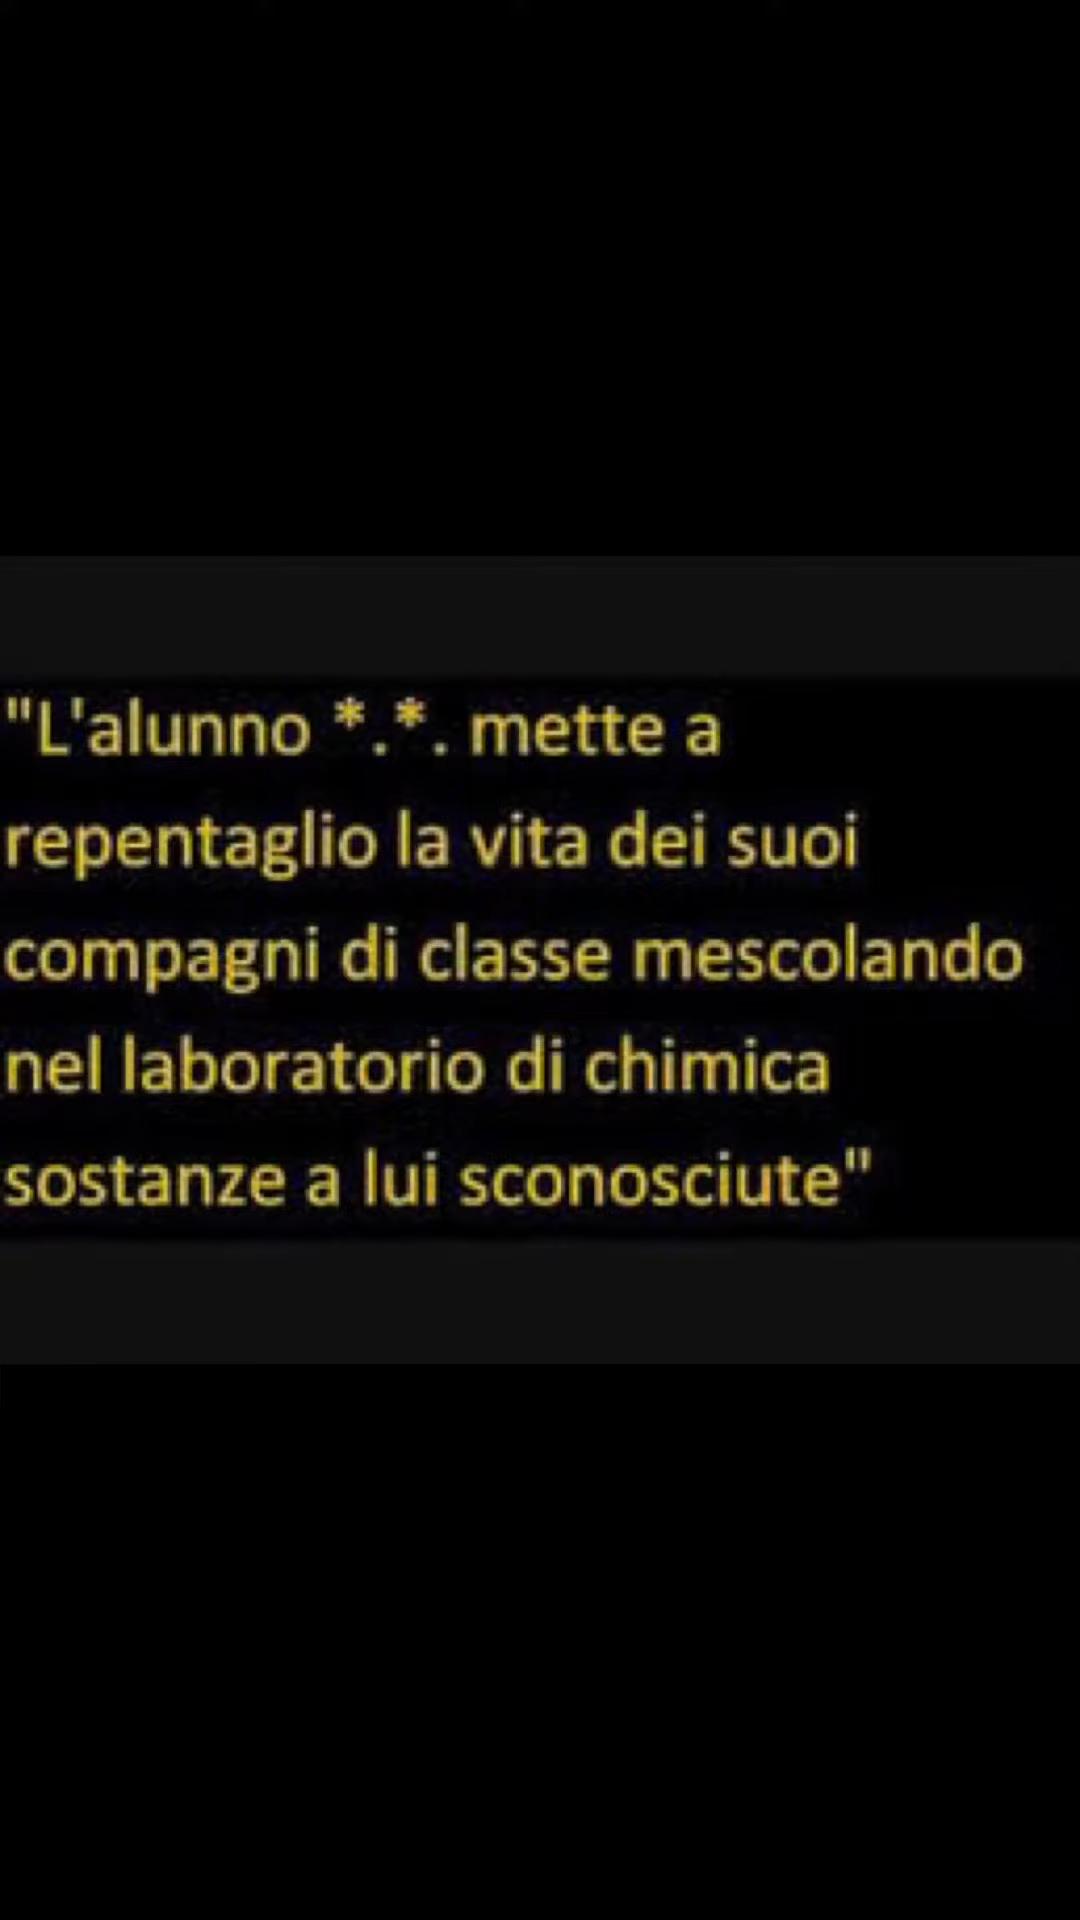 "L'alunno *.*. mette a
repentaglio la vita dei suoi
compagni di classe mescolando
nel laboratorio di chimica
sostanze a lui sconosciute"